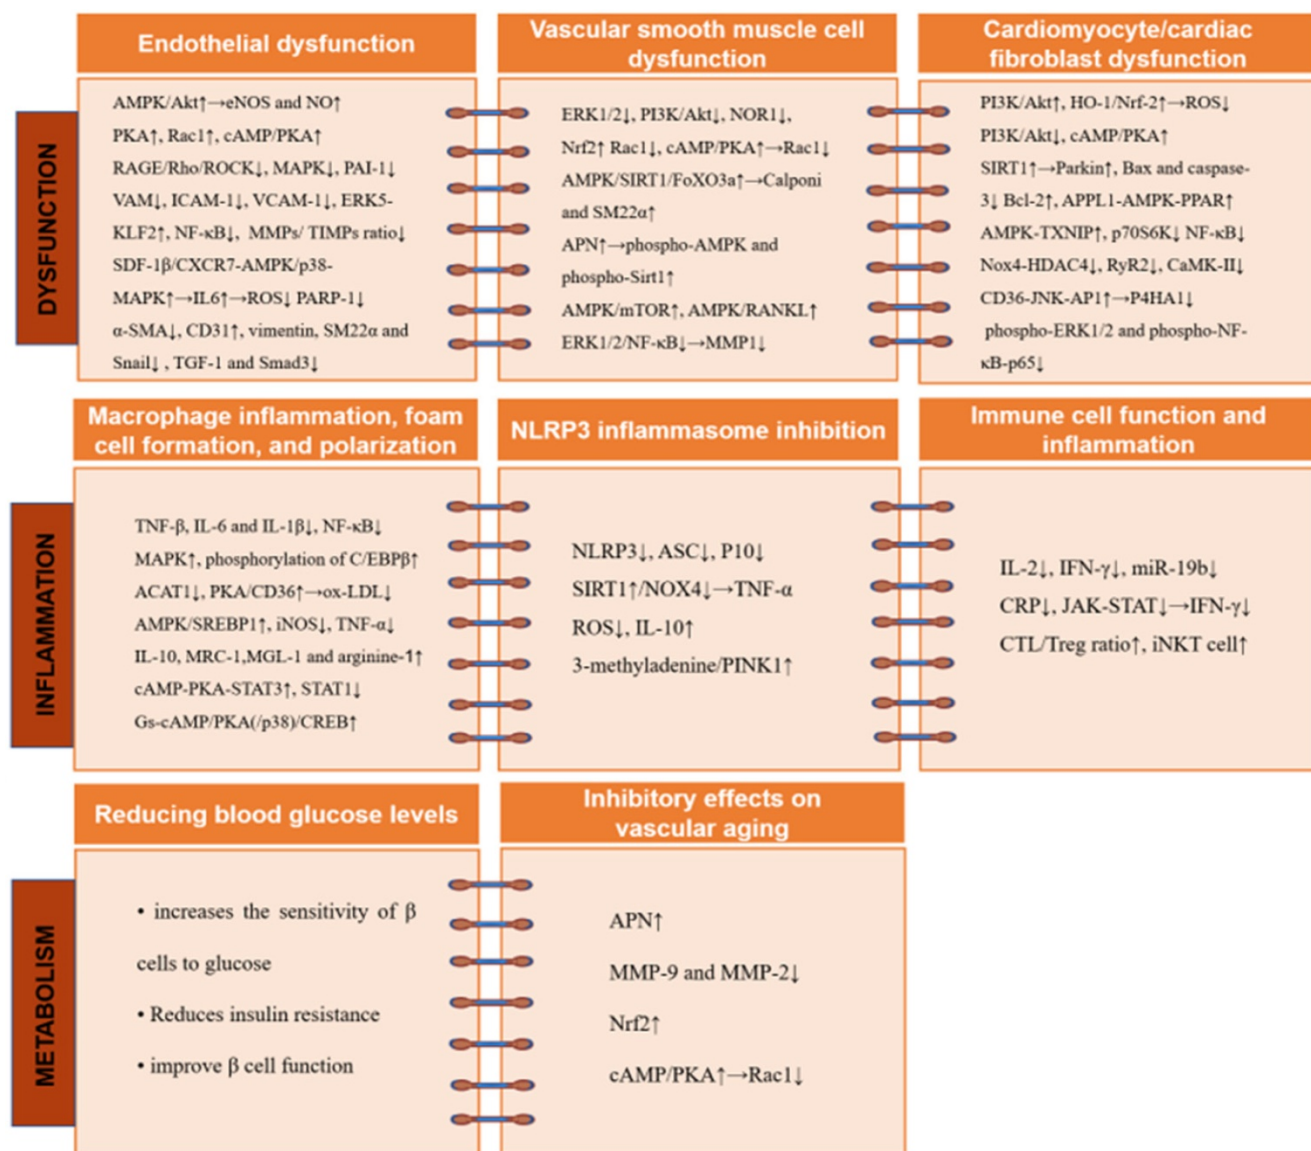 Endothelial dysfunction
Vascular smooth muscle cell
dysfunction
Cardiomyocyte/cardiac
fibroblast dysfunction
DYSFUNCTION
AMPK/Akt↑→eNOS and NO↑
PKA↑, Rac1↑, cAMP/PKA↑
RAGE/Rho/ROCK↓, MAPK↓, PAI-1↓
VAM↓, ICAM-1↓, VCAM-1↓, ERK5-
KLF2↑, NF-κB↓, MMPs/ TIMPs ratio↓
SDF-1β/CXCR7-AMPK/p38-
MAPK↑→IL6↑→ROS↓ PARP-1↓
α-SMA↓, CD31↑, vimentin, SM22α and
Snail↓ , TGF-1 and Smad3↓
ERK1/2↓, PI3K/Akt↓, NOR1↓,
Nrf2↑ Rac1↓, cAMP/PKA↑→Rac1↓
AMPK/SIRT1/FoXO3a↑→Calponi
and SM22α↑
APN↑→phospho-AMPK and
phospho-Sirt1↑
AMPK/mTOR↑, AMPK/RANKL↑
ERK1/2/NF-κB↓→MMP1↓
PI3K/Akt↑, HO-1/Nrf-2↑→ROS↓
PI3K/Akt↓, cAMP/PKA↑
SIRT1↑→Parkin↑, Bax and caspase-
3↓ Bcl-2↑, APPL1-AMPK-PPAR↑
AMPK-TXNIP↑, p70S6K↓ NF-κB↓
Nox4-HDAC4↓, RyR2↓, CaMK-II↓
CD36-JNK-AP1↑→P4HA1↓
phospho-ERK1/2 and phospho-NF-
κB-p65↓
Macrophage inflammation, foam
cell formation, and polarization
NLRP3 inflammasome inhibition
Immune cell function and
inflammation
INFLAMMATION
TNF-β, IL-6 and IL-1β↓, NF-κB↓
MAPK↑, phosphorylation of C/EBPβ↑
ACAT1↓, PKA/CD36↑→ox-LDL↓
AMPK/SREBP1↑, iNOS↓, TNF-α↓
IL-10, MRC-1,MGL-1 and arginine-1↑
cAMP-PKA-STAT3↑, STAT1↓
Gs-cAMP/PKA(/p38)/CREB↑
NLRP3↓, ASC↓, P10↓
SIRT1↑/NOX4↓→TNF-α
ROS↓, IL-10↑
3-methyladenine/PINK1↑
IL-2↓, IFN-γ↓, miR-19b↓
CRP↓, JAK-STAT↓→IFN-γ↓
CTL/Treg ratio↑, iNKT cell↑
Reducing blood glucose levels
Inhibitory effects on
vascular aging
METABOLISM
• increases the sensitivity of β
cells to glucose
• Reduces insulin resistance
• improve β cell function
APN↑
MMP-9 and MMP-2↓
Nrf2↑
cAMP/PKA↑→Rac1↓